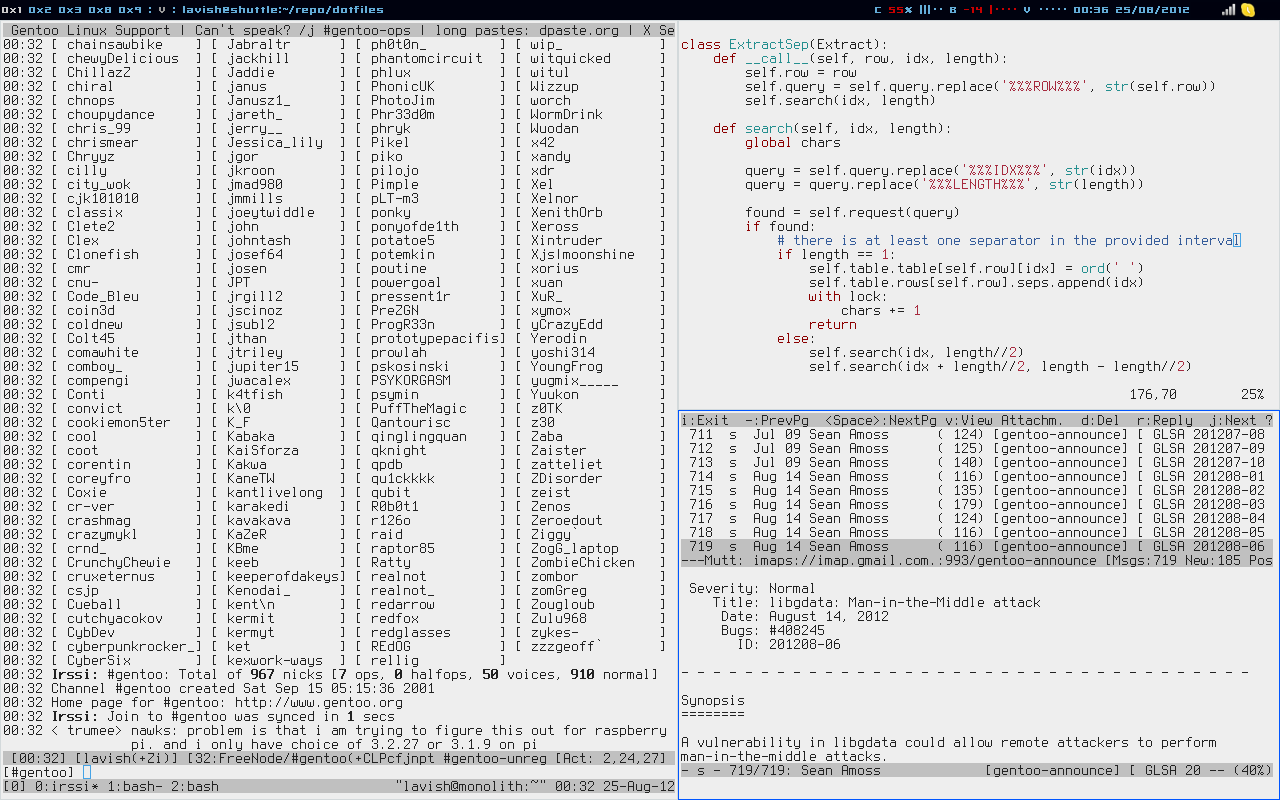 0x1 0x2 0x3 0x8 0x9 : V : lavish@shuttle:~/repo/dotfiles
C 55% |||·· B -14 |···· V ····· 00:36 25/08/2012
Gentoo Linux Support | Can't speak? /j #gentoo-ops | long pastes: dpaste.org | X Se
00:32 [ chainsawbike    ] [ Jabraltr      ] [ ph0t0n_         ] [ wip_            ]
00:32 [ chewyDelicious  ] [ jackhill      ] [ phantomcircuit  ] [ witquicked      ]
00:32 [ ChillazZ        ] [ Jaddie        ] [ phlux           ] [ witul           ]
00:32 [ chiral          ] [ janus         ] [ PhonicUK        ] [ Wizzup          ]
00:32 [ chnops          ] [ Janusz1_      ] [ PhotoJim        ] [ worch           ]
00:32 [ choupydance     ] [ jareth_       ] [ Phr33d0m        ] [ WormDrink       ]
00:32 [ chris_99        ] [ jerry__       ] [ phryk           ] [ Wuodan          ]
00:32 [ chrismear       ] [ Jessica_lily  ] [ Pikel           ] [ x42             ]
00:32 [ Chryyz          ] [ jgor          ] [ piko            ] [ xandy           ]
00:32 [ cilly           ] [ jkroon        ] [ pilojo          ] [ xdr             ]
00:32 [ city_wok        ] [ jmad980       ] [ Pimple          ] [ Xel             ]
00:32 [ cjk101010       ] [ jmmills       ] [ pLT-m3          ] [ Xelnor          ]
00:32 [ classix         ] [ joeytwiddle   ] [ ponky           ] [ XenithOrb       ]
00:32 [ Clete2          ] [ john          ] [ ponyofde1th     ] [ Xeross          ]
00:32 [ Clex            ] [ johntash      ] [ potatoe5        ] [ Xintruder       ]
00:32 [ Clonefish       ] [ josef64       ] [ potemkin        ] [ Xjslmoonshine   ]
00:32 [ cmr             ] [ josen         ] [ poutine         ] [ xorius          ]
00:32 [ cnu-            ] [ JPT           ] [ powergoal       ] [ xuan            ]
00:32 [ Code_Bleu       ] [ jrgill2       ] [ pressent1r      ] [ XuR_            ]
00:32 [ coin3d          ] [ jscinoz       ] [ PreZGN          ] [ xymox           ]
00:32 [ coldnew         ] [ jsubl2        ] [ ProgR33n        ] [ yCrazyEdd       ]
00:32 [ Colt45          ] [ jthan         ] [ prototypepacifis] [ Yerodin         ]
00:32 [ comawhite       ] [ jtriley       ] [ prowlah         ] [ yoshi314        ]
00:32 [ comboy_         ] [ jupiter15     ] [ pskosinski      ] [ YoungFrog       ]
00:32 [ compengi        ] [ jwacalex      ] [ PSYKORGASM      ] [ yugmix_____     ]
00:32 [ Conti           ] [ k4tfish       ] [ psymin          ] [ Yuukon          ]
00:32 [ convict         ] [ k\0           ] [ PuffTheMagic    ] [ z0TK            ]
00:32 [ cooklemon5ter   ] [ K_F           ] [ Qantourisc      ] [ z30             ]
00:32 [ cool            ] [ Kabaka        ] [ qinglingquan    ] [ Zaba            ]
00:32 [ coot            ] [ KaiSforza     ] [ qknight         ] [ Zaister         ]
00:32 [ corentin        ] [ Kakwa         ] [ qpdb            ] [ zatteliet       ]
00:32 [ coreyfro        ] [ KaneTW        ] [ qu1ckkkk        ] [ ZDisorder       ]
00:32 [ Coxie           ] [ kantlivelong  ] [ qubit           ] [ zeist           ]
00:32 [ cr-ver          ] [ karakedi      ] [ R0b0t1          ] [ Zenos           ]
00:32 [ crashmag        ] [ kavakava      ] [ r126o           ] [ Zeroedout       ]
00:32 [ crazymykl       ] [ KaZeR         ] [ raid            ] [ Ziggy`          ]
00:32 [ crnd_           ] [ KBme          ] [ raptor85        ] [ ZogG_laptop     ]
00:32 [ CrunchyChewie   ] [ keeb          ] [ Ratty           ] [ ZombieChicken   ]
00:32 [ cruxeternus     ] [ keeperofdakeys] [ realnot         ] [ zombor          ]
00:32 [ csjp            ] [ Kenodai_      ] [ realnot_        ] [ zomGreg         ]
00:32 [ Cueball         ] [ kent\n        ] [ redarrow        ] [ Zougloub        ]
00:32 [ cutchyacokov    ] [ kermit        ] [ redfox          ] [ Zulu968         ]
00:32 [ CybDev          ] [ kermyt        ] [ redglasses      ] [ zykes-          ]
00:32 [ cyberpunkrocker_] [ ket           ] [ REdOG           ] [ zzzgeoff`       ]
00:32 [ CyberSix        ] [ kexwork-ways  ] [ rellig          ]
00:32 Irssi: #gentoo: Total of 967 nicks [7 ops, 0 halfops, 50 voices, 910 normal]
00:32 Channel #gentoo created Sat Sep 15 05:15:36 2001
00:32 Home page for #gentoo: http://www.gentoo.org
00:32 Irssi: Join to #gentoo was synced in 1 secs
00:32 < trumee> nawks: problem is that i am trying to figure this out for raspberry
pi. and i only have choice of 3.2.27 or 3.1.9 on pi
[00:32] [lavish(+Zi)] [32:FreeNode/#gentoo(+CLPcf,jnpt #gentoo-unreg [Act: 2,24,27]
[#gentoo]
[0] 0:irssi* 1:bash- 2:bash "lavish@monolith:~" 00:32 25-Aug-12
class ExtractSep(Extract):
def __call__(self, row, idx, length):
self.row = row
self.query = self.query.replace('%%%ROW%%%', str(self.row))
self.search(idx, length)
def search(self, idx, length):
global chars
query = self.query.replace('%%%IDX%%%', str(idx))
query = query.replace('%%%LENGTH%%%', str(length))
found = self.request(query)
if found:
# there is at least one separator in the provided interval
if length == 1:
self.table.table[self.row][idx] = ord(' ')
self.table.rows[self.row].seps.append(idx)
with lock:
chars += 1
return
else:
self.search(idx, length//2)
self.search(idx + length//2, length - length//2)
176,70 25%
i:Exit -:PrevPg <Space>:NextPg v:View Attachm. d:Del r:Reply j:Next ?
711 s Jul 09 Sean Amoss ( 124) [gentoo-announce] [ GLSA 201207-08
712 s Jul 09 Sean Amoss ( 125) [gentoo-announce] [ GLSA 201207-09
713 s Jul 09 Sean Amoss ( 140) [gentoo-announce] [ GLSA 201207-10
714 s Aug 14 Sean Amoss ( 116) [gentoo-announce] [ GLSA 201208-01
715 s Aug 14 Sean Amoss ( 135) [gentoo-announce] [ GLSA 201208-02
716 s Aug 14 Sean Amoss ( 179) [gentoo-announce] [ GLSA 201208-03
717 s Aug 14 Sean Amoss ( 124) [gentoo-announce] [ GLSA 201208-04
718 s Aug 14 Sean Amoss ( 116) [gentoo-announce] [ GLSA 201208-05
719 s Aug 14 Sean Amoss ( 116) [gentoo-announce] [ GLSA 201208-06
---Mutt: imaps://imap.gmail.com.:993/gentoo-announce [Msgs:719 New:185 Pos
Severity: Normal
Title: libgdata: Man-in-the-Middle attack
Date: August 14, 2012
Bugs: #408245
ID: 201208-06
- - - - - - - - - - - - - - - - - - - - - - - - - - - - - - - - - - - -
Synopsis
========
A vulnerability in libgdata could allow remote attackers to perform
man-in-the-middle attacks.
- s - 719/719: Sean Amoss [gentoo-announce] [ GLSA 20 -- (40%)